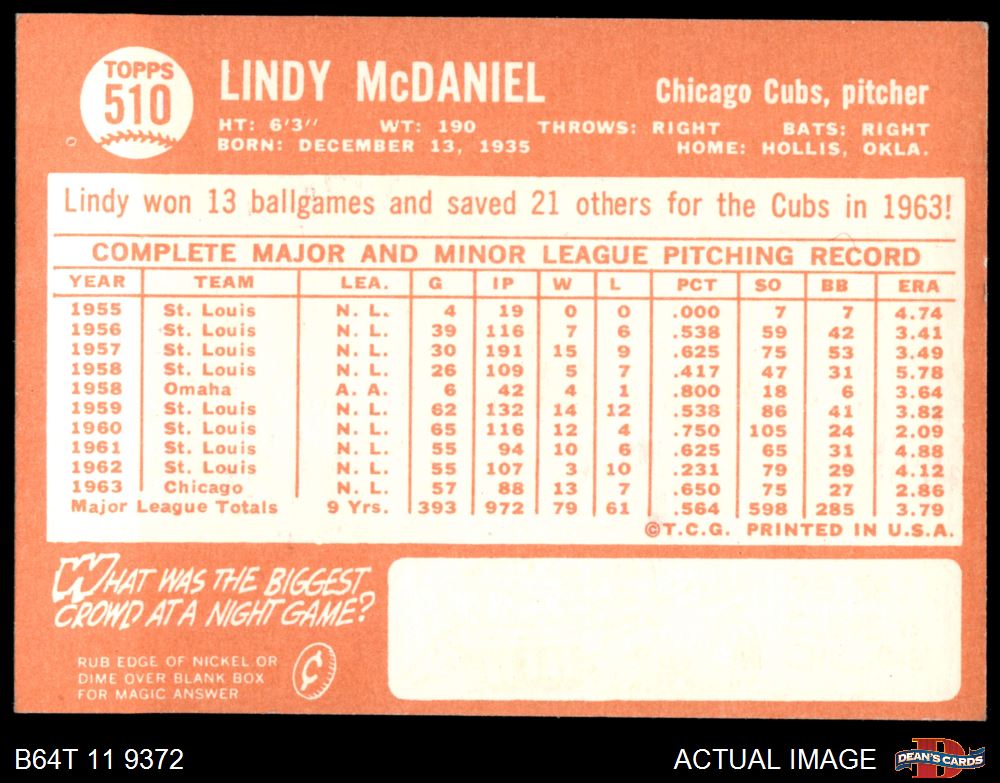 TOPPS
510
LINDY McDANIEL
Chicago Cubs, pitcher
HT: 6'3" WT: 190 THROWS: RIGHT BATS: RIGHT
BORN: DECEMBER 13, 1935 HOME: HOLLIS, OKLA.
Lindy won 13 ballgames and saved 21 others for the Cubs in 1963!
COMPLETE MAJOR AND MINOR LEAGUE PITCHING RECORD
YEAR TEAM LEA. G IP W L PCT SO BB ERA
1955 St. Louis N. L. 4 19 0 0 .000 7 7 4.74
1956 St. Louis N. L. 39 116 7 6 .538 59 42 3.41
1957 St. Louis N. L. 30 191 15 9 .625 75 53 3.49
1958 St. Louis N. L. 26 109 5 7 .417 47 31 5.78
1958 Omaha A. A. 6 42 4 1 .800 18 6 3.64
1959 St. Louis N. L. 62 132 14 12 .538 86 41 3.82
1960 St. Louis N. L. 65 116 12 4 .750 105 24 2.09
1961 St. Louis N. L. 55 94 10 6 .625 65 31 4.88
1962 St. Louis N. L. 55 107 3 10 .231 79 29 4.12
1963 Chicago N. L. 57 88 13 7 .650 75 27 2.86
Major League Totals 9 Yrs. 393 972 79 61 .564 598 285 3.79
©T.C.G. PRINTED IN U.S.A.
WHAT WAS THE BIGGEST
CROWD AT A NIGHT GAME?
RUB EDGE OF NICKEL OR
DIME OVER BLANK BOX
FOR MAGIC ANSWER
¢
B64T 11 9372
ACTUAL IMAGE
D
DEAN'S CARDS